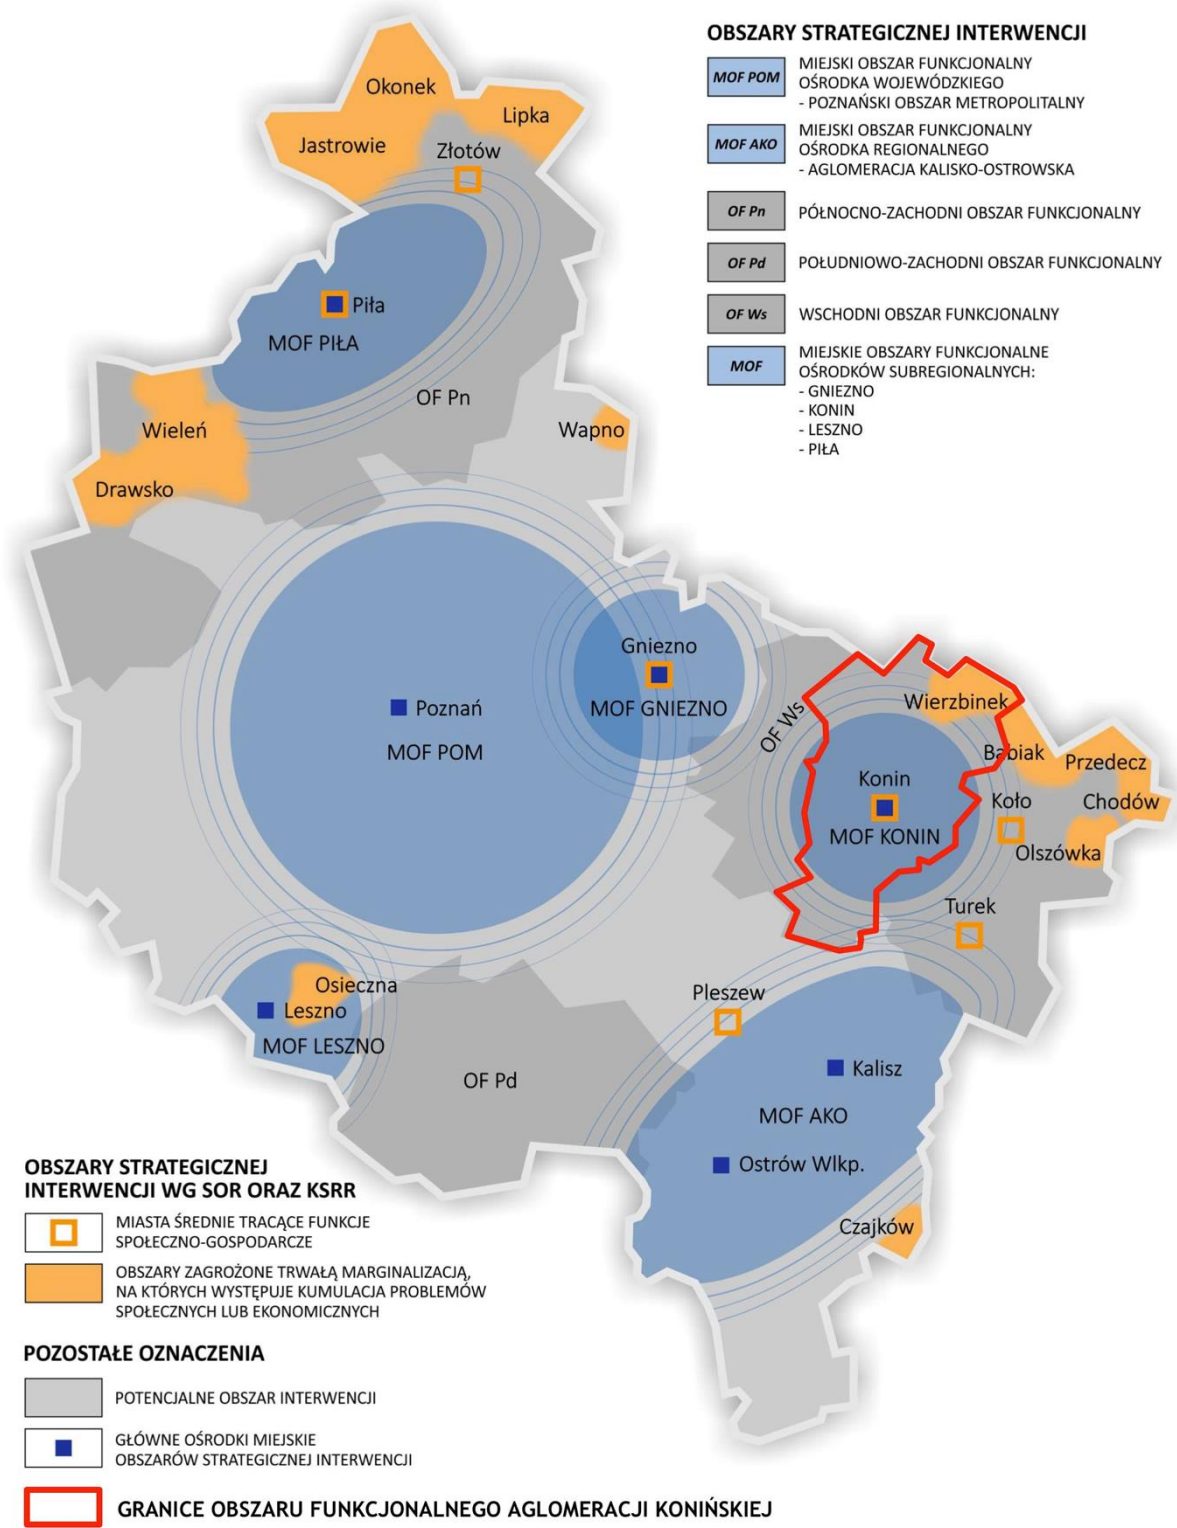 OBSZARY STRATEGICZNEJ INTERWENCJI
MOF POM
MIEJSKI OBSZAR FUNKCJONALNY
OŚRODKA WOJEWÓDZKIEGO
- POZNAŃSKI OBSZAR METROPOLITALNY
MOF AKO
MIEJSKI OBSZAR FUNKCJONALNY
OŚRODKA REGIONALNEGO
- AGLOMERACJA KALISKO-OSTROWSKA
OF Pn
PÓŁNOCNO-ZACHODNI OBSZAR FUNKCJONALNY
OF Pd
POŁUDNIOWO-ZACHODNI OBSZAR FUNKCJONALNY
OF Ws
WSCHODNI OBSZAR FUNKCJONALNY
MOF
MIEJSKIE OBSZARY FUNKCJONALNE
OŚRODKÓW SUBREGIONALNYCH:
- GNIEZNO
- KONIN
- LESZNO
- PIŁA
Okonek
Lipka
Jastrowie
Złotów
Piła
MOF PIŁA
OF Pn
Wieleń
Wapno
Drawsko
Gniezno
MOF GNIEZNO
Poznań
MOF POM
OF Ws
Wierzbinek
Babiak
Przedecz
Konin
Koło
Chodów
MOF KONIN
Olszówka
Turek
Osieczna
Leszno
MOF LESZNO
Pleszew
Kalisz
OF Pd
MOF AKO
Ostrów Wlkp.
Czajków
OBSZARY STRATEGICZNEJ
INTERWENCJI WG SOR ORAZ KSRR
MIASTA ŚREDNIE TRACĄCE FUNKCJE
SPOŁECZNO-GOSPODARCZE
OBSZARY ZAGROŻONE TRWAŁĄ MARGINALIZACJĄ,
NA KTÓRYCH WYSTĘPUJE KUMULACJA PROBLEMÓW
SPOŁECZNYCH LUB EKONOMICZNYCH
POZOSTAŁE OZNACZENIA
POTENCJALNE OBSZAR INTERWENCJI
GŁÓWNE OŚRODKI MIEJSKIE
OBSZARÓW STRATEGICZNEJ INTERWENCJI
GRANICE OBSZARU FUNKCJONALNEGO AGLOMERACJI KONIŃSKIEJ